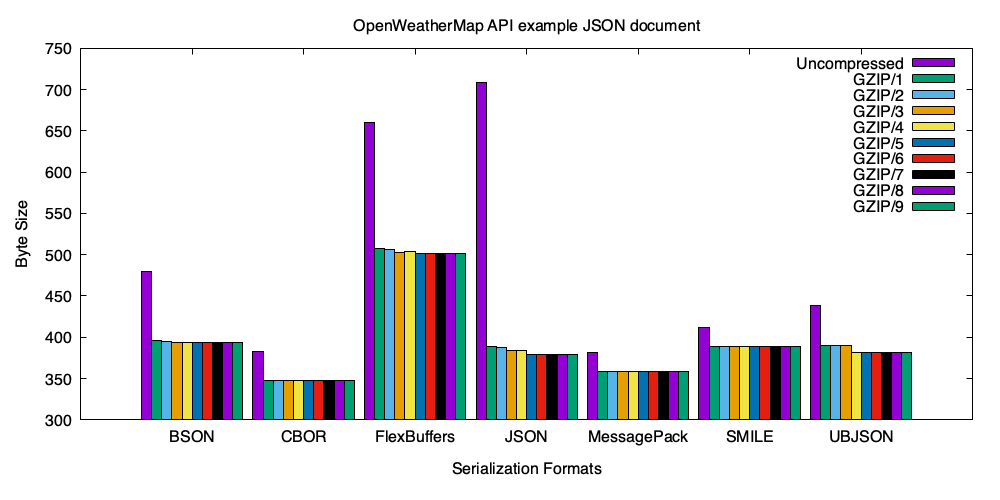 OpenWeatherMap API example JSON document
750
700
650
600
550
500
450
400
350
300
Byte Size
Uncompressed
GZIP/1
GZIP/2
GZIP/3
GZIP/4
GZIP/5
GZIP/6
GZIP/7
GZIP/8
GZIP/9
BSON CBOR FlexBuffers JSON MessagePack SMILE UBJSON
Serialization Formats